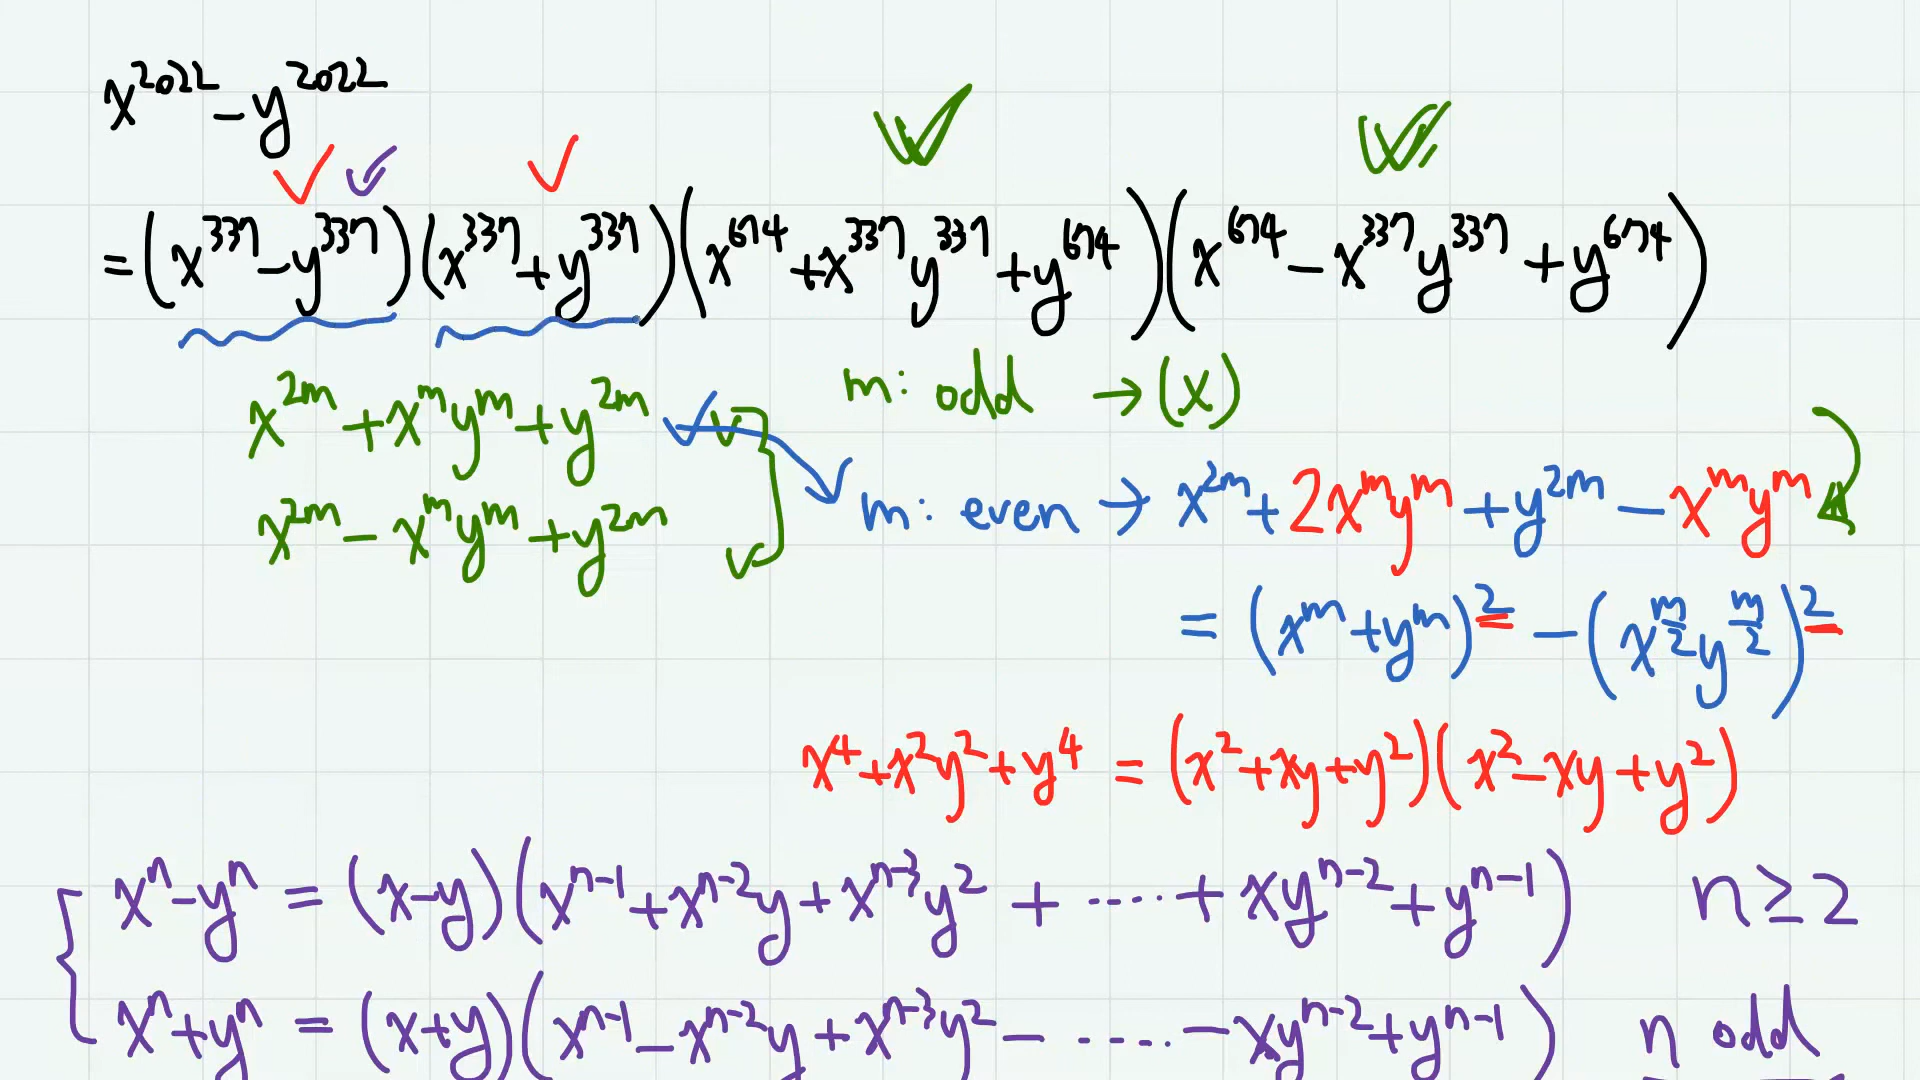 x^2022 - y^2022
= (x^337 - y^337)(x^337 + y^337)(x^674 + x^337 y^337 + y^674)(x^674 - x^337 y^337 + y^674)
x^2m + x^m y^m + y^2m
m: odd → (x)
x^2m - x^m y^m + y^2m
m: even → x^2m + 2x^m y^m + y^2m - x^m y^m
= (x^m + y^m)^2 - (x^(m/2) y^(m/2))^2
x^4 + x^2 y^2 + y^4 = (x^2 + xy + y^2)(x^2 - xy + y^2)
x^n - y^n = (x - y)(x^(n-1) + x^(n-2) y + x^(n-3) y^2 + ····· + x y^(n-2) + y^(n-1)) n ≥ 2
x^n + y^n = (x + y)(x^(n-1) - x^(n-2) y + x^(n-3) y^2 - ····· - x y^(n-2) + y^(n-1)) n odd